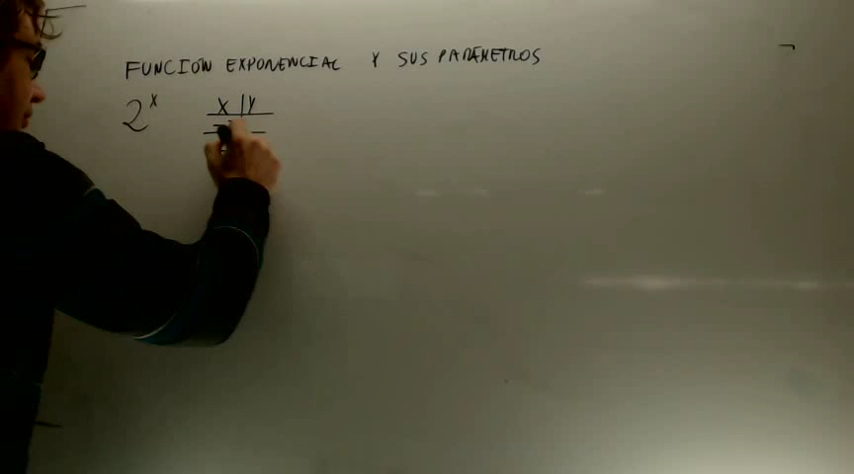 FUNCION EXPONENCIAL Y SUS PARAMETROS
2^x
X | Y